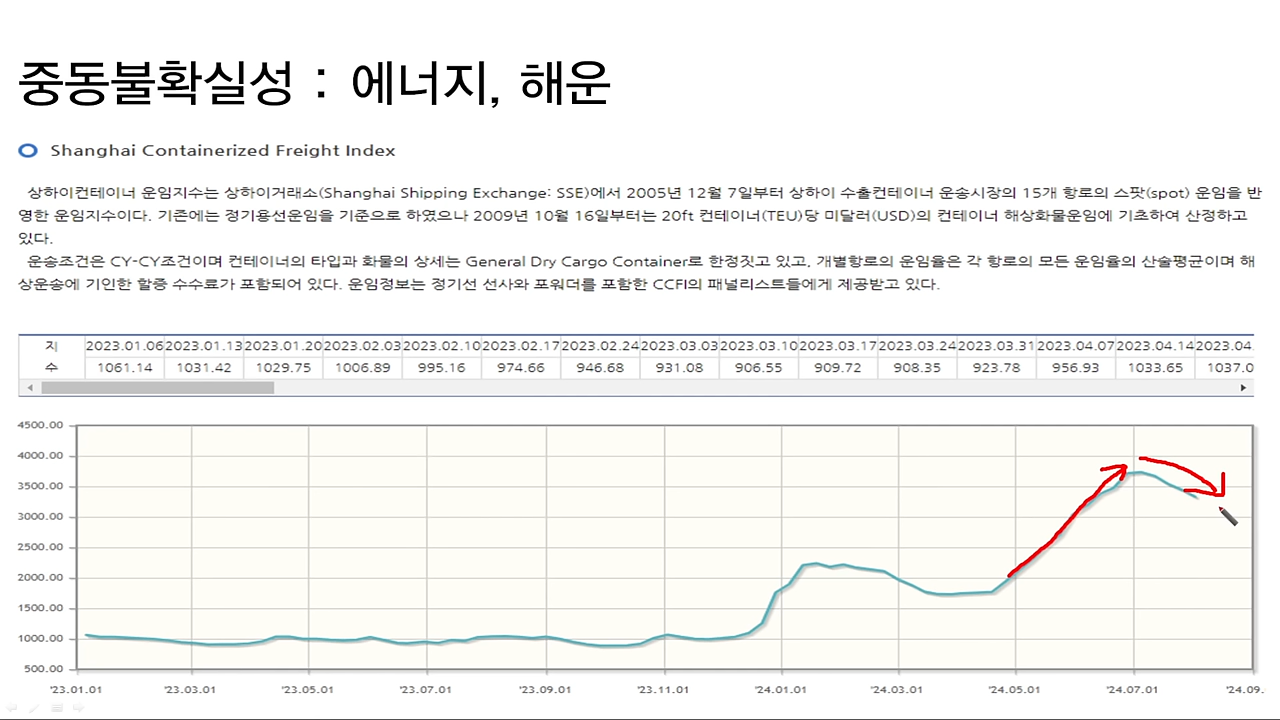 중동불확실성 : 에너지, 해운
Shanghai Containerized Freight Index
상하이컨테이너 운임지수는 상하이거래소(Shanghai Shipping Exchange: SSE)에서 2005년 12월 7일부터 상하이 수출컨테이너 운송시장의 15개 항로의 스팟(spot) 운임을 반
영한 운임지수이다. 기존에는 정기용선운임을 기준으로 하였으나 2009년 10월 16일부터는 20ft 컨테이너(TEU)당 미달러(USD)의 컨테이너 해상화물운임에 기초하여 산정하고
있다.
운송조건은 CY-CY조건이며 컨테이너의 타입과 화물의 상세는 General Dry Cargo Container로 한정짓고 있고, 개별항로의 운임율은 각 항로의 모든 운임율의 산술평균이며 해
상운송에 기인한 할증 수수료가 포함되어 있다. 운임정보는 정기선 선사와 포워더를 포함한 CCFI의 패널리스트들에게 제공받고 있다.
지 2023.01.06 2023.01.13 2023.01.20 2023.02.03 2023.02.10 2023.02.17 2023.02.24 2023.03.03 2023.03.10 2023.03.17 2023.03.24 2023.03.31 2023.04.07 2023.04.14 2023.04.
수 1061.14 1031.42 1029.75 1006.89 995.16 974.66 946.68 931.08 906.55 909.72 908.35 923.78 956.93 1033.65 1037.0
4500.00
4000.00
3500.00
3000.00
2500.00
2000.00
1500.00
1000.00
500.00
'23.01.01 '23.03.01 '23.05.01 '23.07.01 '23.09.01 '23.11.01 '24.01.01 '24.03.01 '24.05.01 '24.07.01 '24.09.